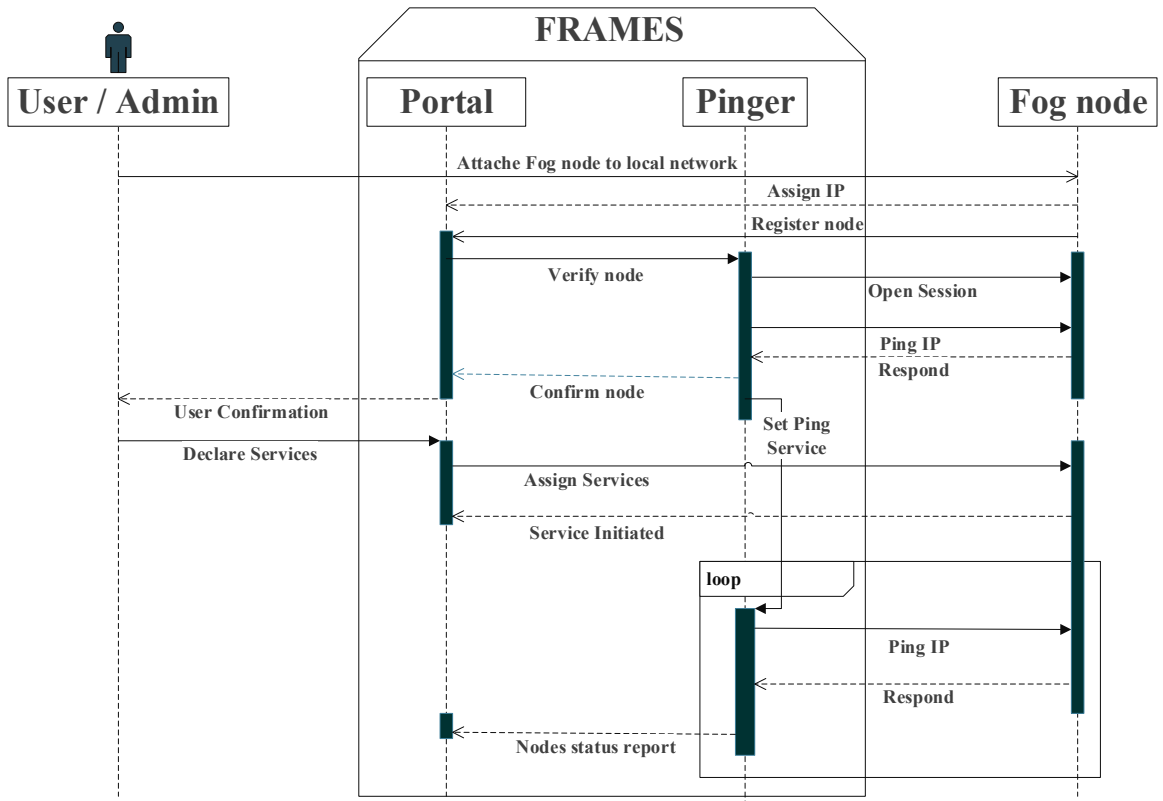 FRAMES
User / Admin
Portal
Pinger
Fog node
Attache Fog node to local network
Assign IP
Register node
Verify node
Open Session
Ping IP
Respond
Confirm node
User Confirmation
Set Ping
Service
Declare Services
Assign Services
Service Initiated
loop
Ping IP
Respond
Nodes status report